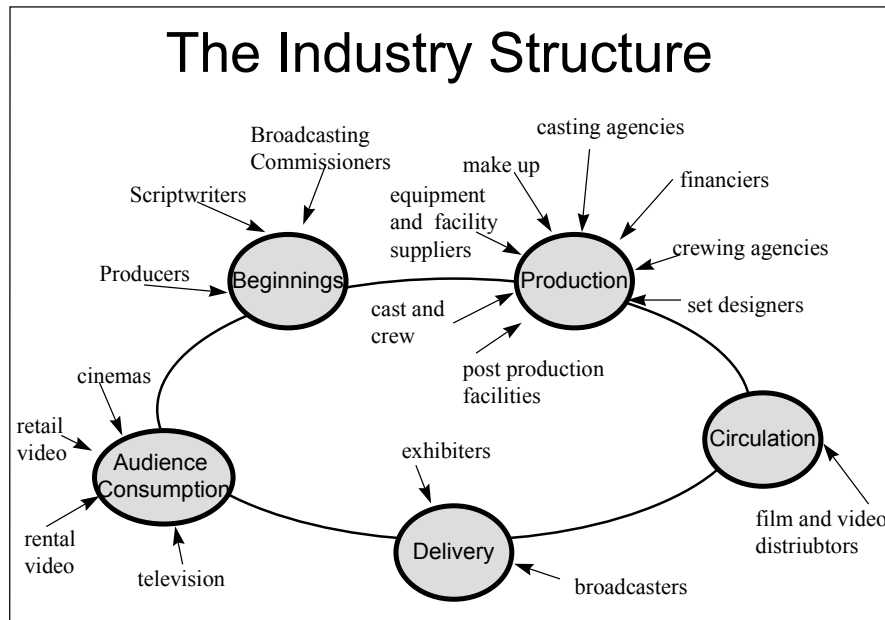 The Industry Structure
Broadcasting
Commissioners
casting agencies
make up
financiers
Scriptwriters
equipment
and facility
suppliers
crewing agencies
Producers
Beginnings
Production
set designers
cast and
crew
post production
facilities
cinemas
retail
video
Audience
Consumption
Circulation
exhibiters
rental
video
television
Delivery
broadcasters
film and video
distriubtors